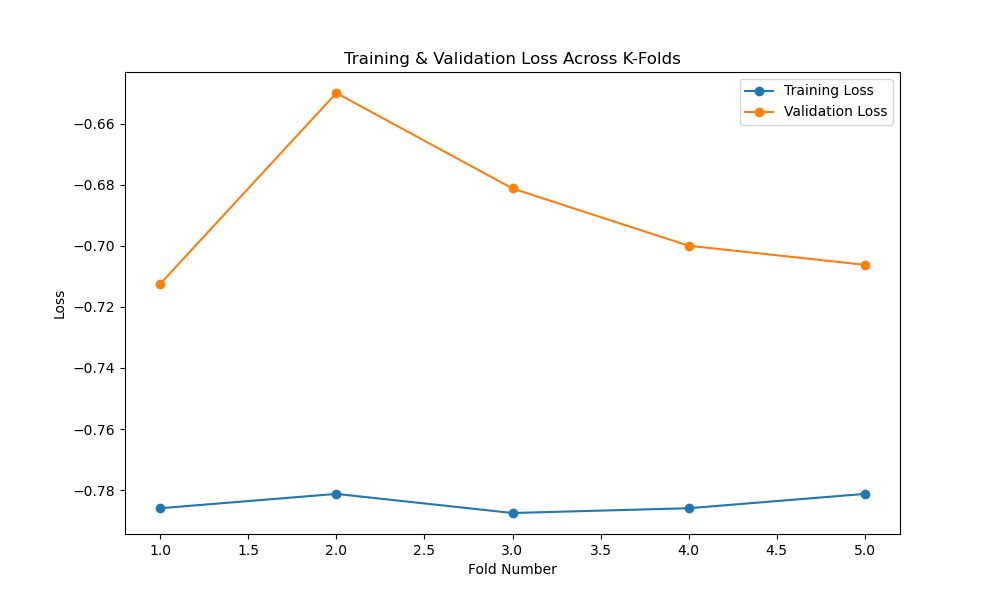 Training & Validation Loss Across K-Folds
Training Loss
Validation Loss
−0.66
−0.68
−0.70
−0.72
−0.74
−0.76
−0.78
Loss
1.0 1.5 2.0 2.5 3.0 3.5 4.0 4.5 5.0
Fold Number